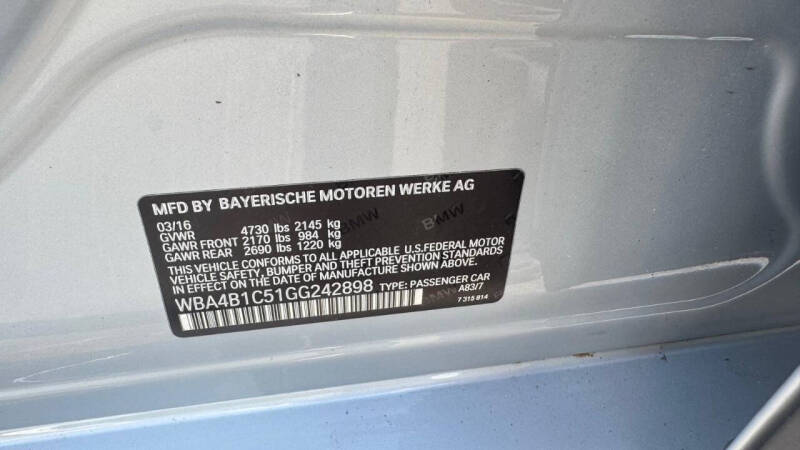 MFD BY BAYERISCHE MOTOREN WERKE AG
03/16
GVWR 4730 lbs 2145 kg
GAWR FRONT 2170 lbs 984 kg
GAWR REAR 2690 lbs 1220 kg
THIS VEHICLE CONFORMS TO ALL APPLICABLE U.S.FEDERAL MOTOR
VEHICLE SAFETY, BUMPER AND THEFT PREVENTION STANDARDS
IN EFFECT ON THE DATE OF MANUFACTURE SHOWN ABOVE.
WBA4B1C51GG242898 TYPE: PASSENGER CAR
A83/7
7 315 814
BMW
BMW